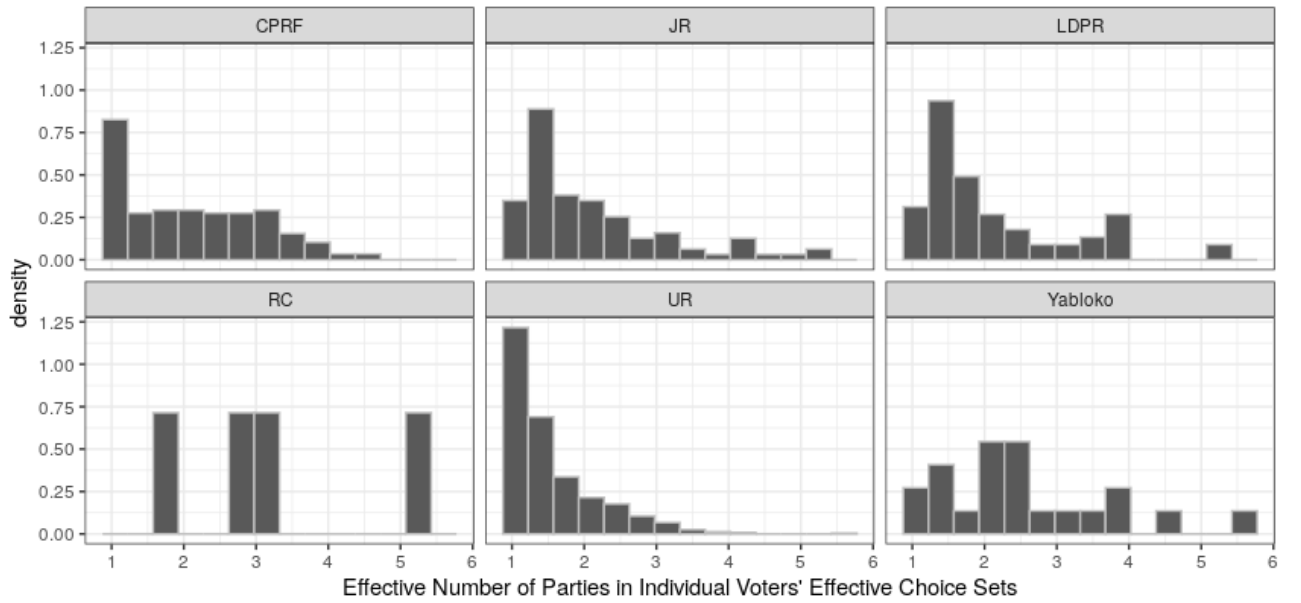 CPRF JR LDPR
1.25
1.00
0.75
0.50
0.25
0.00
density
RC UR Yabloko
1.25
1.00
0.75
0.50
0.25
0.00
1 2 3 4 5 6 1 2 3 4 5 6 1 2 3 4 5 6
Effective Number of Parties in Individual Voters' Effective Choice Sets